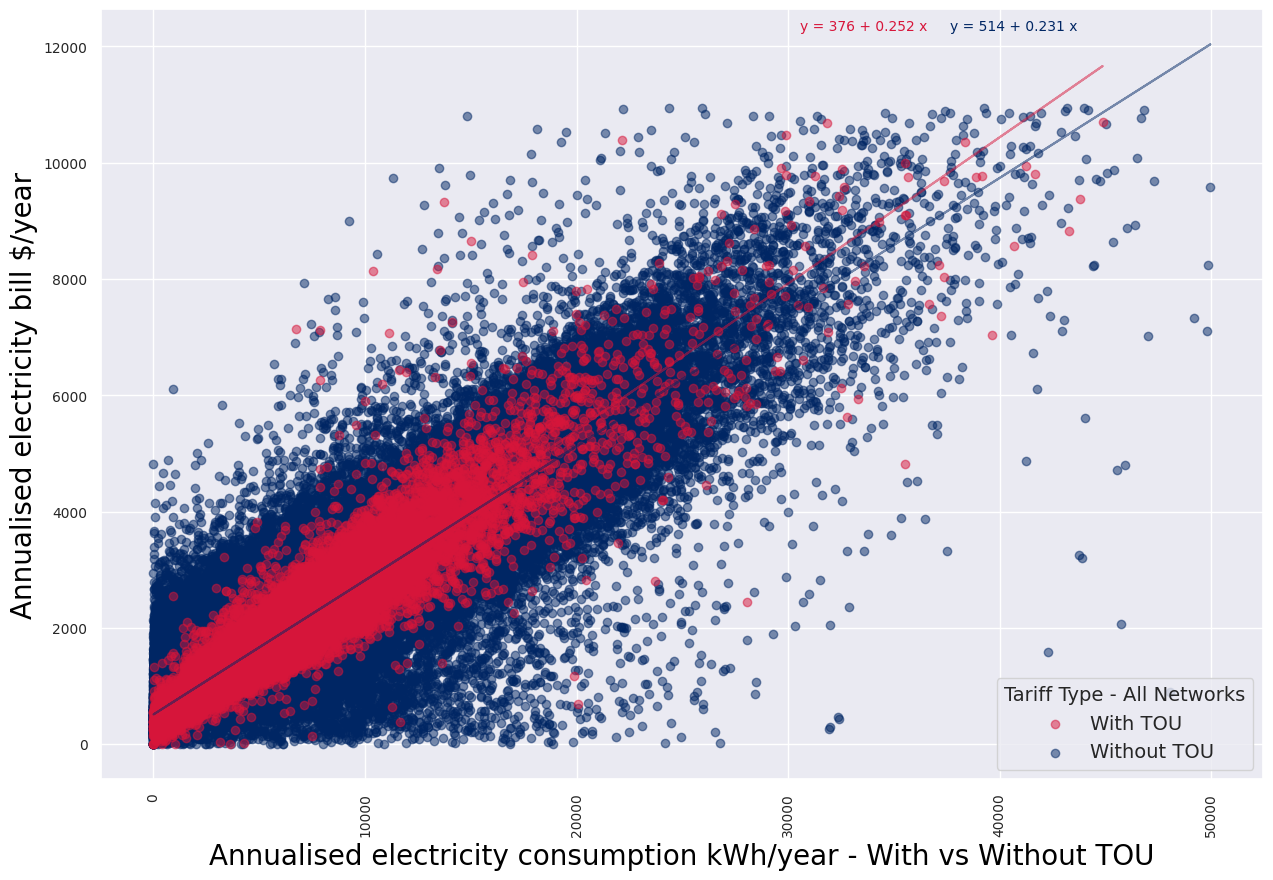 y = 376 + 0.252 x y = 514 + 0.231 x
12000
10000
8000
6000
4000
2000
0
Annualised electricity bill $/year
0 10000 20000 30000 40000 50000
Annualised electricity consumption kWh/year - With vs Without TOU
Tariff Type - All Networks
With TOU
Without TOU